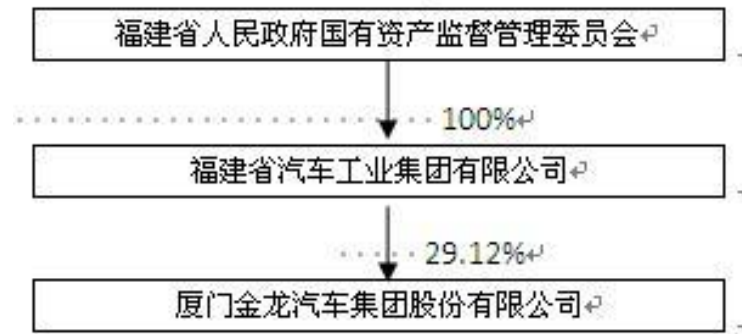 福建省人民政府国有资产监督管理委员会
100%
福建省汽车工业集团有限公司
29.12%
厦门金龙汽车集团股份有限公司